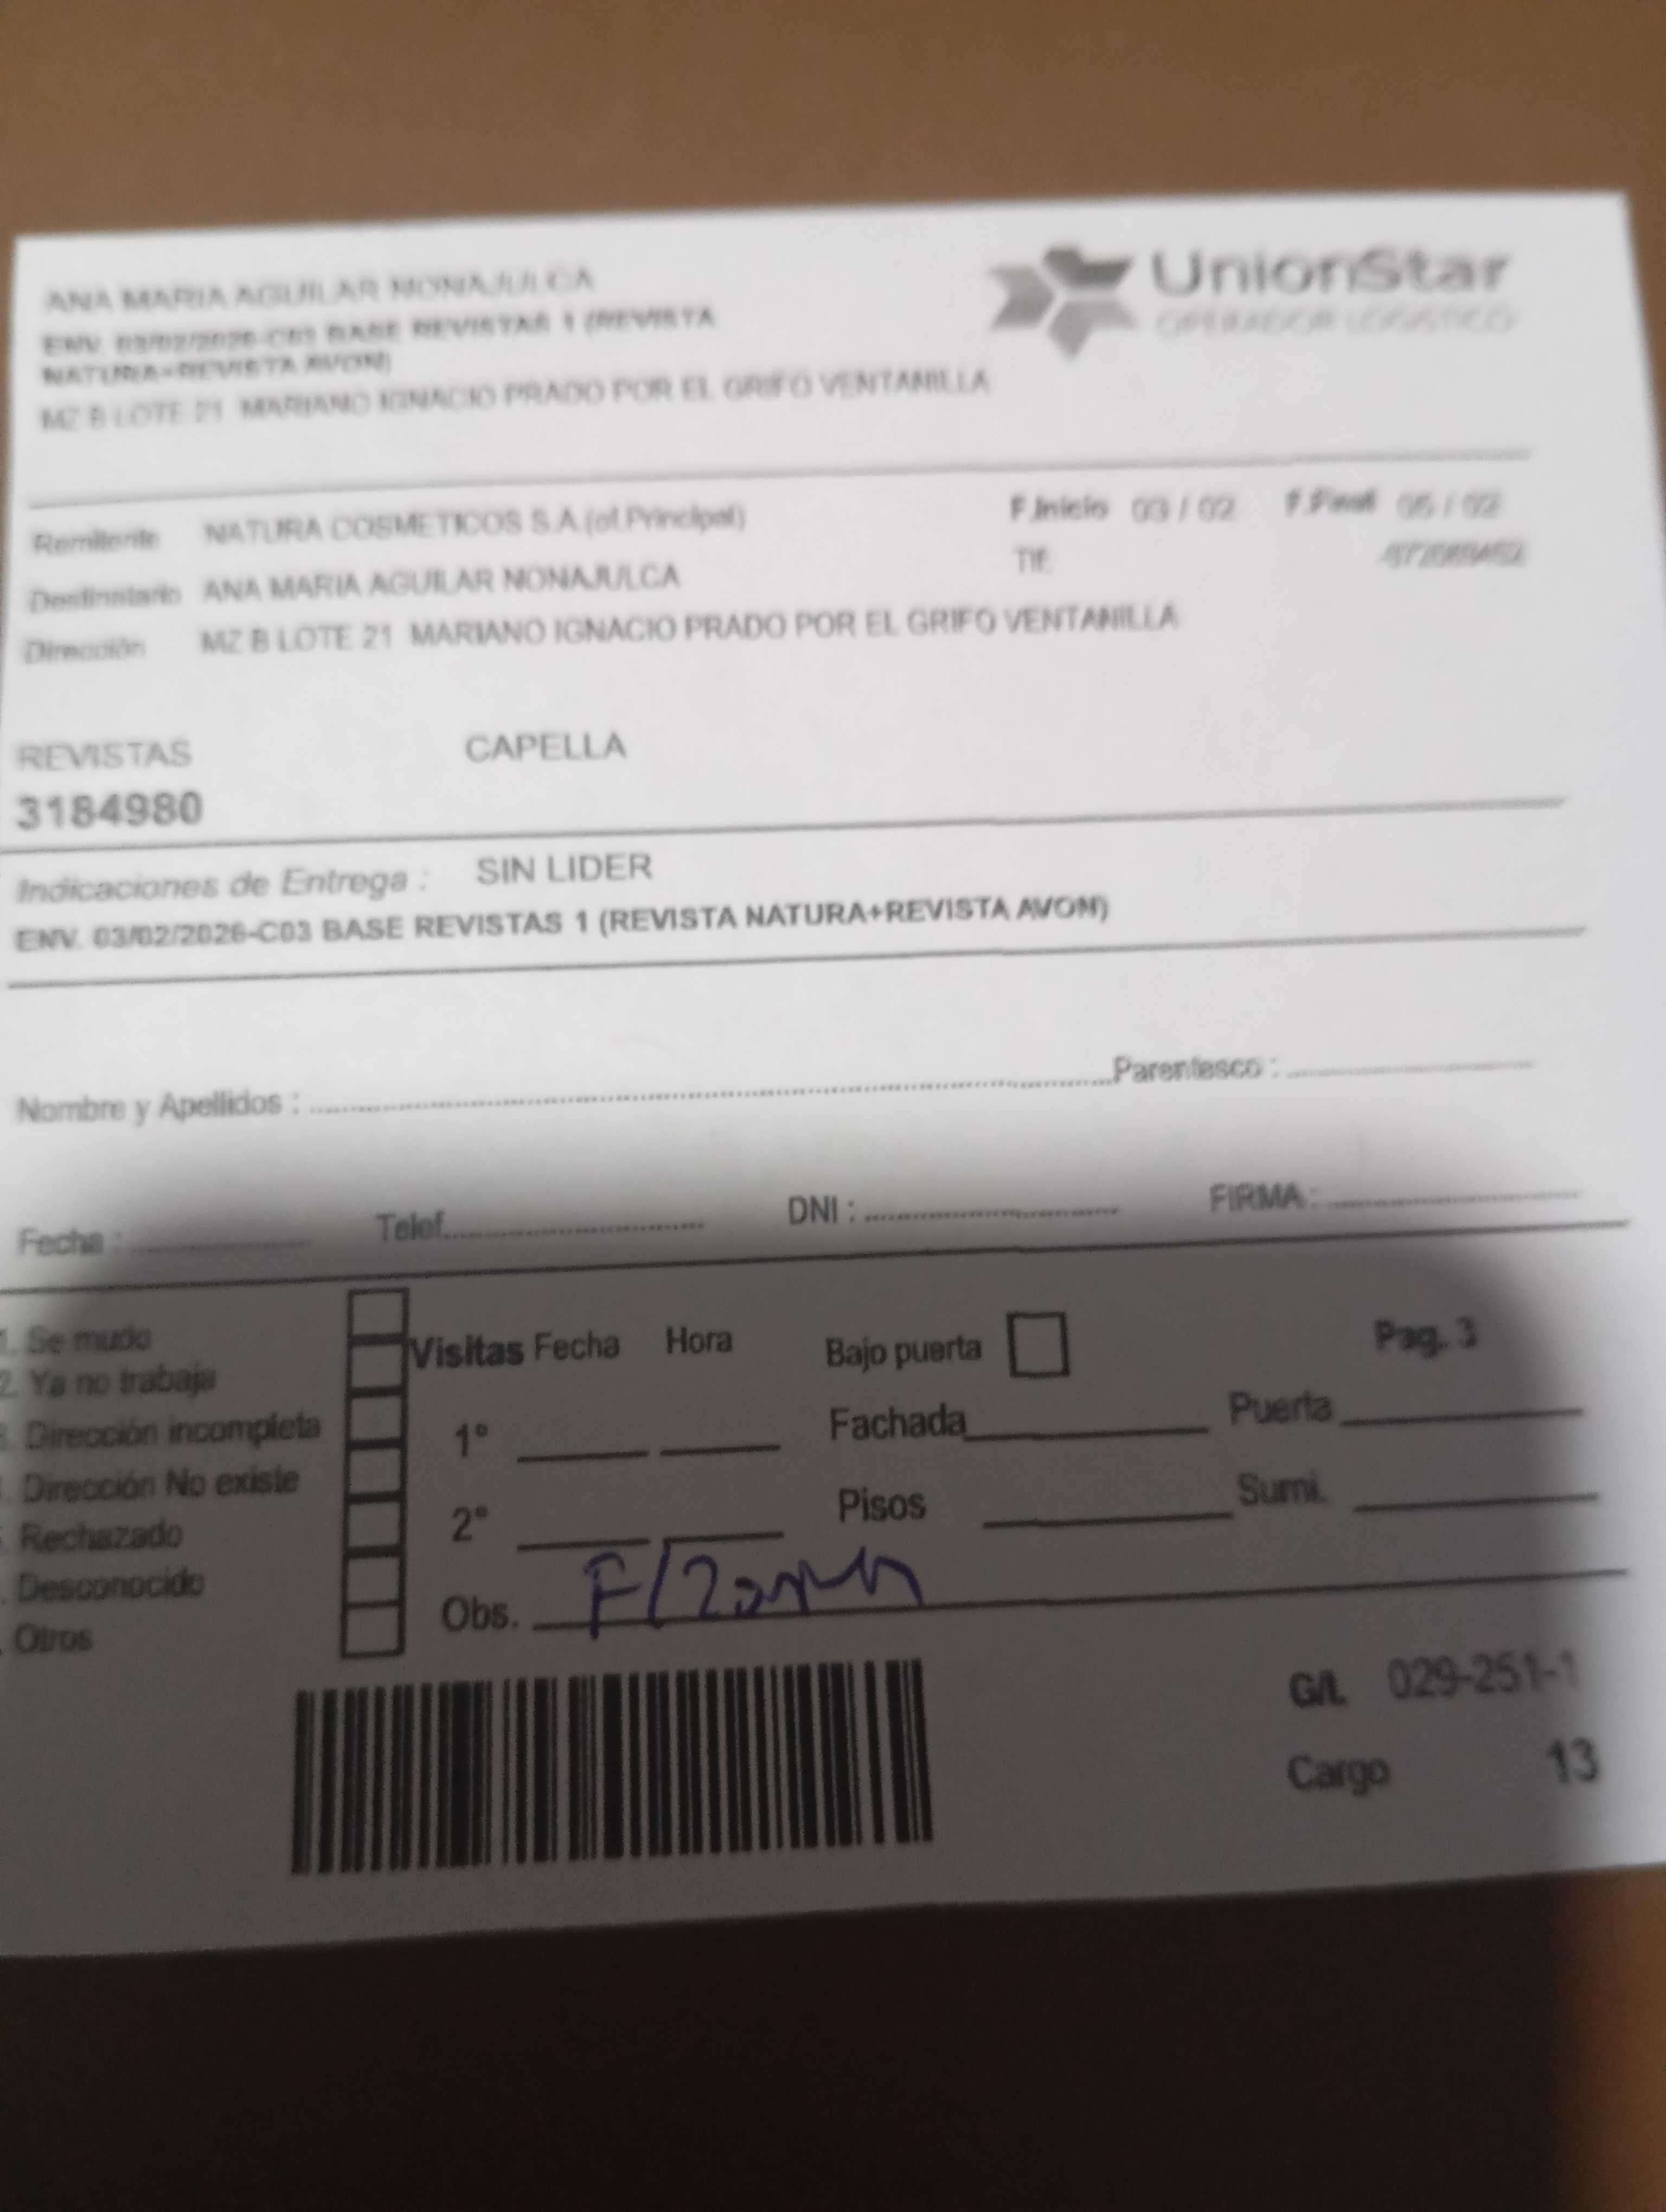 ANA MARIA AGUILAR NONAJULCA
UnionStar
OPERADOR LOGISTICO
ENV. 03/02/2026-C03 BASE REVISTAS 1 (REVISTA
NATURA+REVISTA AVON)
MZ B LOTE 21 MARIANO IGNACIO PRADO POR EL GRIFO VENTANILLA
Remitente NATURA COSMETICOS S.A.(of.Principal) F.Inicio 03 / 02 F.Final 05 / 02
Destinatario ANA MARIA AGUILAR NONAJULCA Tlf.
Dirección MZ B LOTE 21 MARIANO IGNACIO PRADO POR EL GRIFO VENTANILLA
REVISTAS CAPELLA
3184980
Indicaciones de Entrega : SIN LIDER
ENV. 03/02/2026-C03 BASE REVISTAS 1 (REVISTA NATURA+REVISTA AVON)
Nombre y Apellidos : Parentesco :
Fecha : Telef. DNI : FIRMA :
1. Se mudo
2. Ya no trabaja
Dirección incompleta
Dirección No existe
Rechazado
Desconocido
Otros
Visitas Fecha Hora
1°
2°
Obs.
Bajo puerta Pag. 3
Fachada Puerta
Pisos Sumi.
G/L 029-251-1
Cargo 13